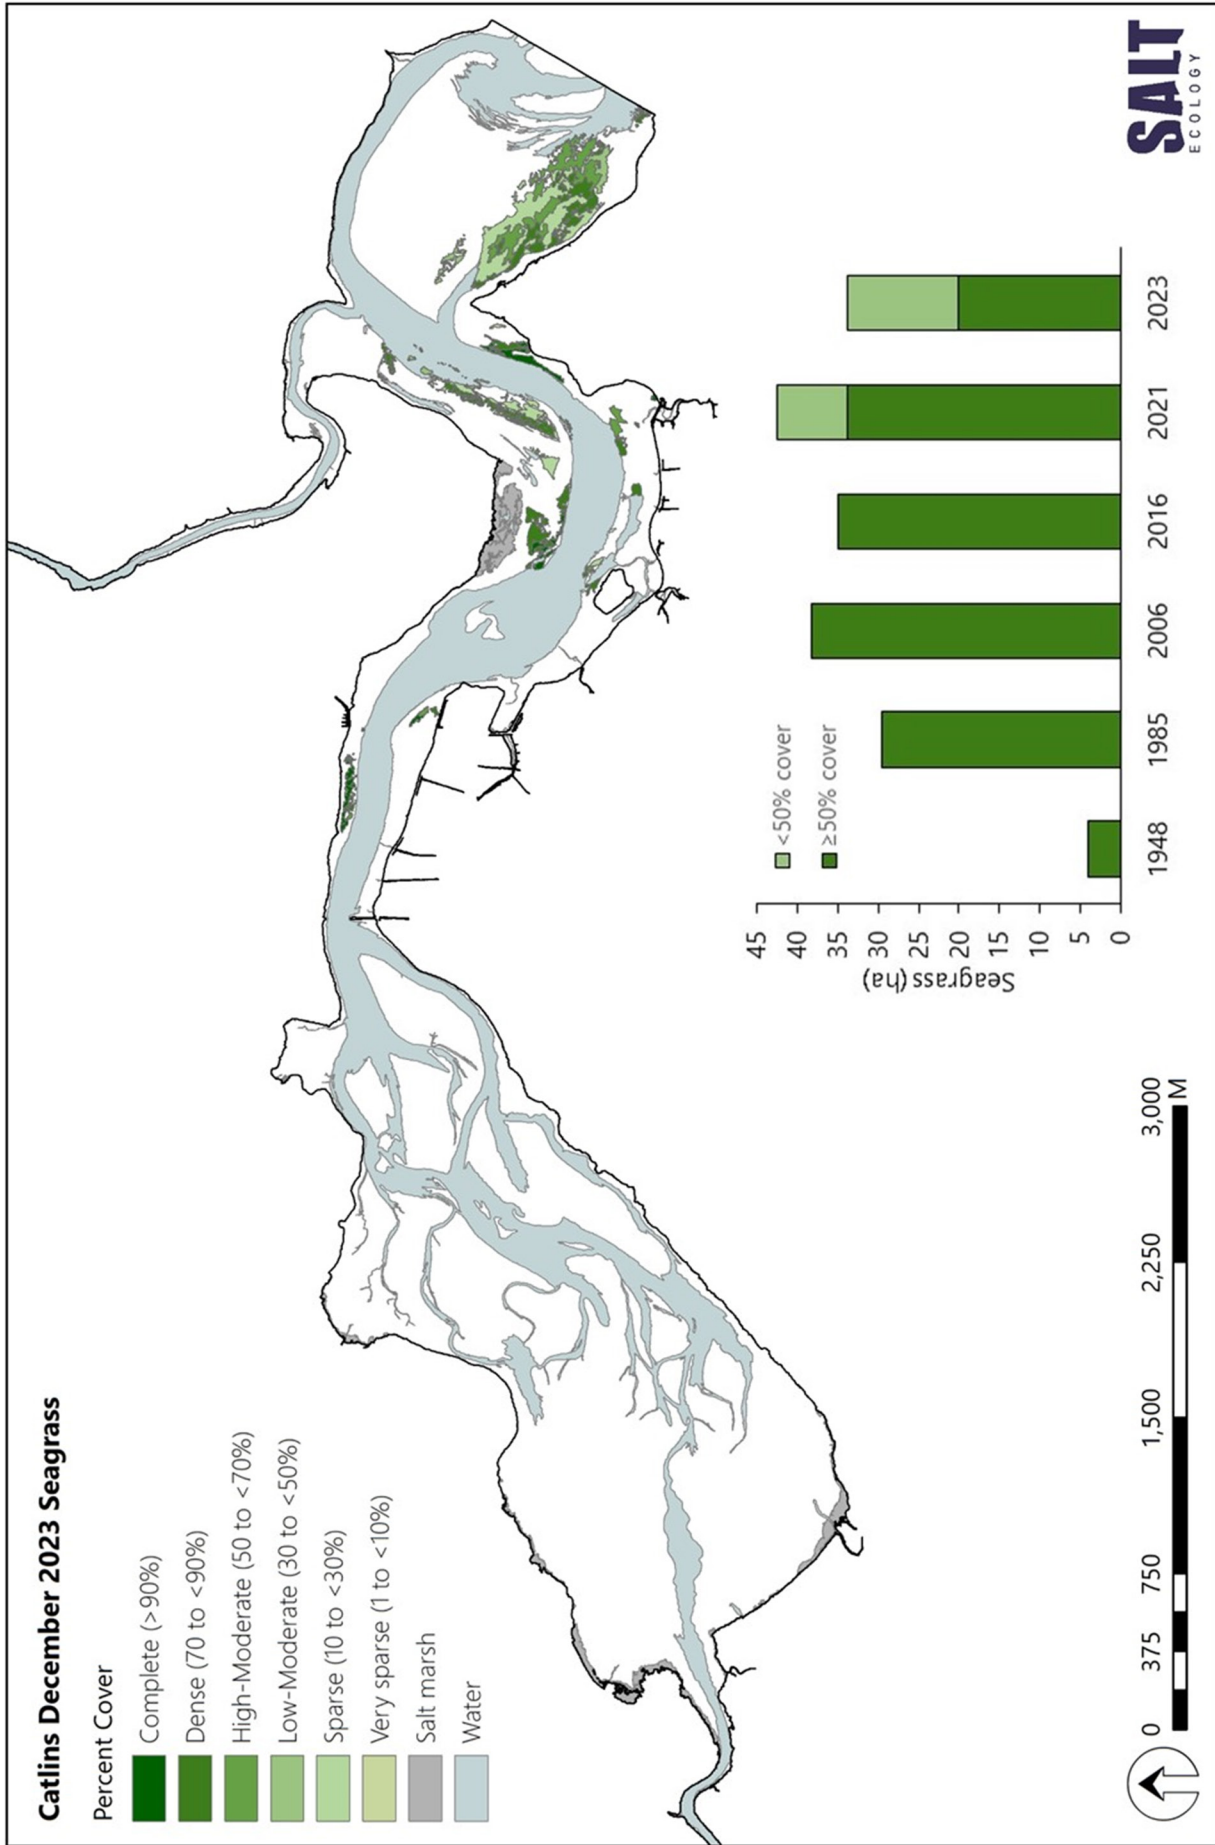 Catlins December 2023 Seagrass
Percent Cover
Complete (>90%)
Dense (70 to <90%)
High-Moderate (50 to <70%)
Low-Moderate (30 to <50%)
Sparse (10 to <30%)
Very sparse (1 to <10%)
Salt marsh
Water
0 375 750 1,500 2,250 3,000
M
Seagrass (ha)
45
40
35
30
25
20
15
10
5
0
<50% cover
≥50% cover
1948 1985 2006 2016 2021 2023
SALT
ECOLOGY